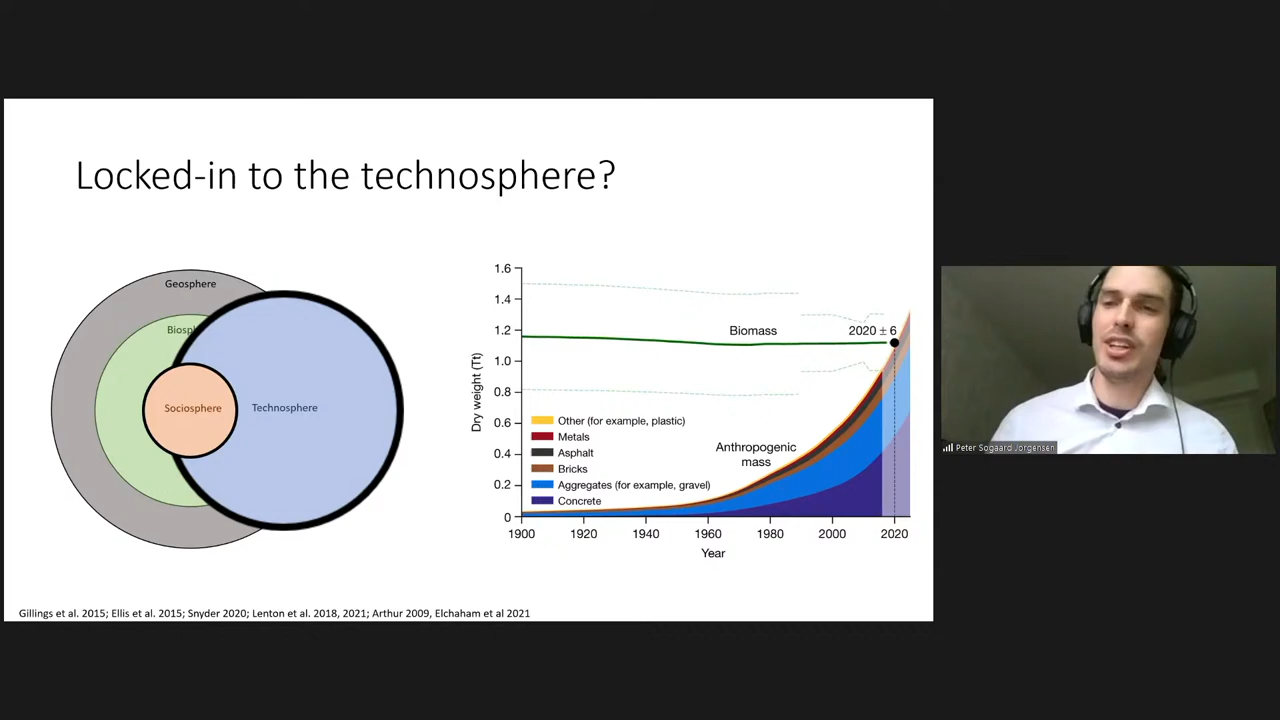 Locked-in to the technosphere?
Geosphere
Biosph
Sociosphere
Technosphere
1.6
1.4
1.2
1.0
0.8
0.6
0.4
0.2
0
Dry weight (Tt)
Biomass
2020 ± 6
Other (for example, plastic)
Metals
Asphalt
Bricks
Aggregates (for example, gravel)
Concrete
Anthropogenic
mass
1900 1920 1940 1960 1980 2000 2020
Year
Gillings et al. 2015; Ellis et al. 2015; Snyder 2020; Lenton et al. 2018, 2021; Arthur 2009, Elchaham et al 2021
Peter Sogaard Jorgensen